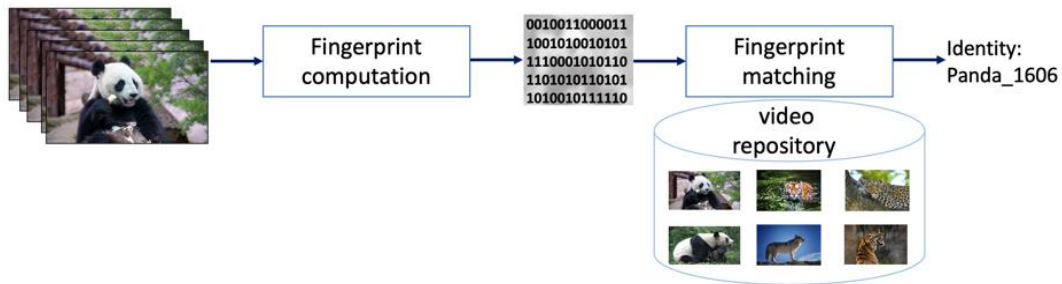 Fingerprint
computation
0010011000011
1001010010101
1110001010110
1101010110101
1010010111110
Fingerprint
matching
Identity:
Panda_1606
video
repository